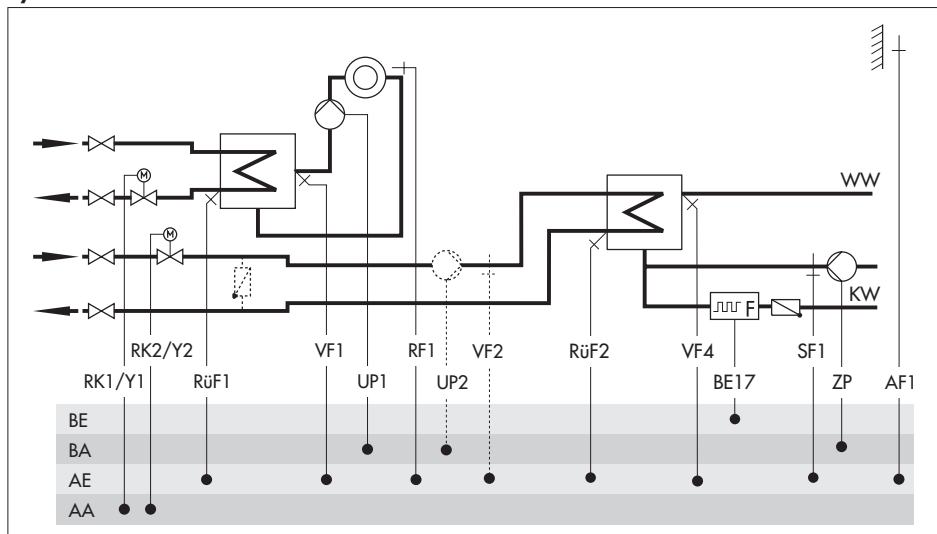 M
M
WW
KW
F
RK2/Y2 VF1 RF1 VF2 RüF2 VF4 SF1
RK1/Y1 RüF1 UP1 UP2 BE17 ZP AF1
BE
BA
AE
AA